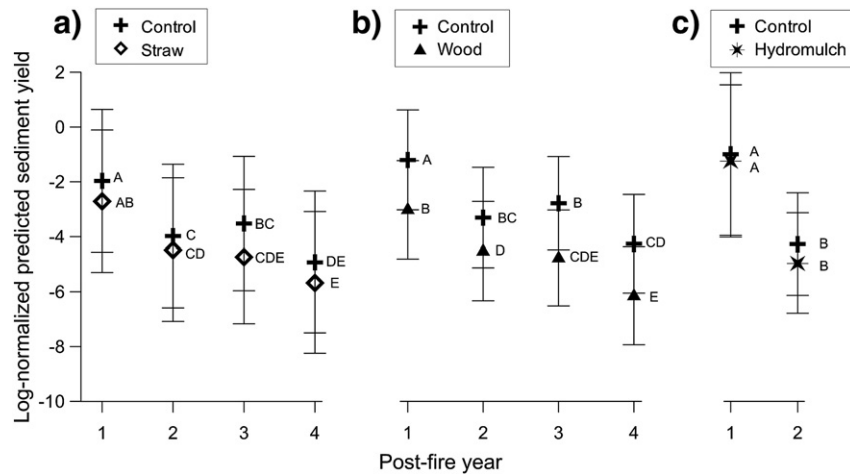 a)
Control
Straw
b)
Control
Wood
c)
Control
Hydromulch
Log-normalized predicted sediment yield
2
0
-2
-4
-6
-8
-10
A
AB
C
CD
BC
CDE
DE
E
1 2 3 4
A
B
BC
D
B
CDE
CD
E
1 2 3 4
A
A
B
B
1 2
Post-fire year